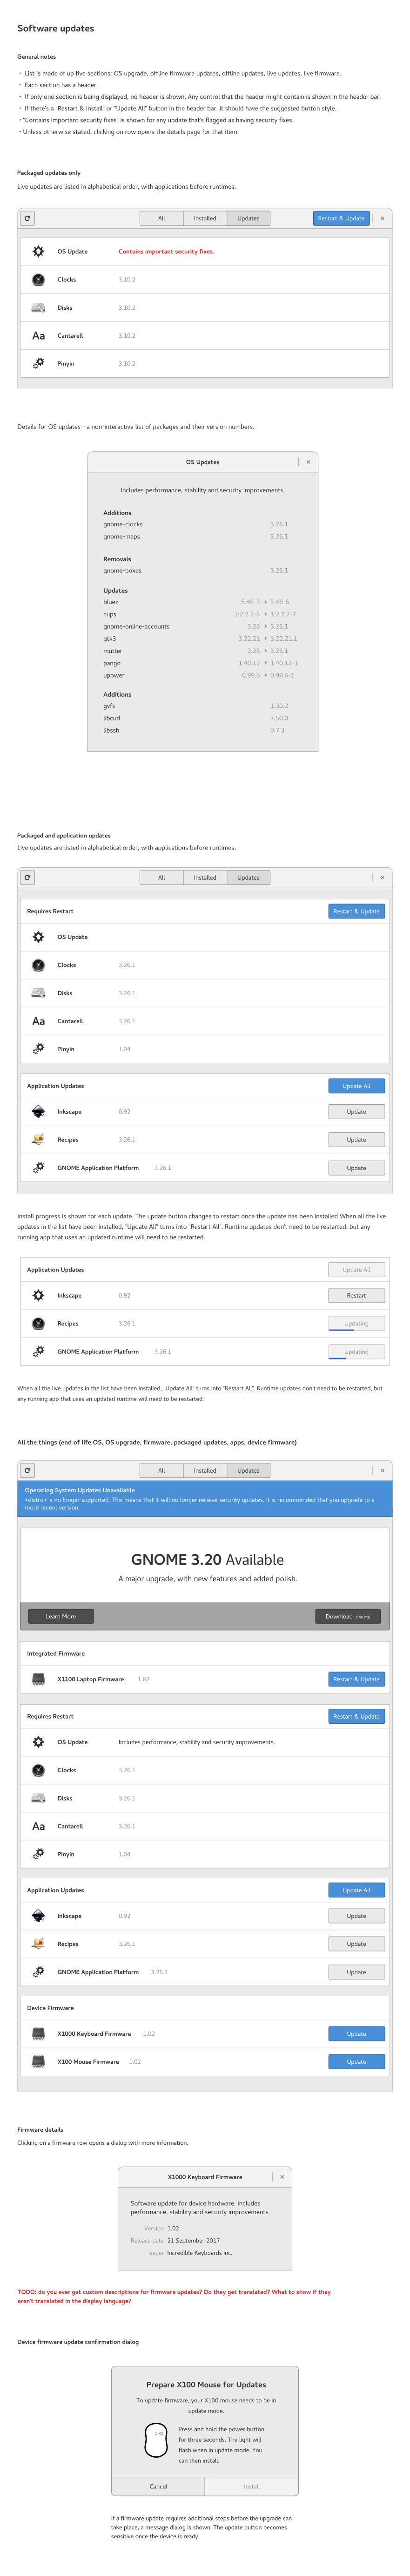 Software updates
General notes
• List is made of up five sections: OS upgrade, offline firmware updates, offline updates, live updates, live firmware.
• Each section has a header.
• If only one section is being displayed, no header is shown. Any control that the header might contain is shown in the header bar.
• If there's a "Restart & Install" or "Update All" button in the header bar, it should have the suggested button style.
• "Contains important security fixes" is shown for any update that's flagged as having security fixes.
• Unless otherwise stated, clicking on row opens the details page for that item.
Packaged updates only
Live updates are listed in alphabetical order, with applications before runtimes.
All Installed Updates Restart & Update
OS Update Contains important security fixes.
Clocks 3.10.2
Disks 3.10.2
Aa Cantarell 3.10.2
Pinyin 3.10.2
Details for OS updates - a non-interactive list of packages and their version numbers.
OS Updates
Includes performance, stability and security improvements.
Additions
gnome-clocks 3.26.1
gnome-maps 3.26.1
Removals
gnome-boxes 3.26.1
Updates
bluez 5.46-5 ‣ 5.46-6
cups 1:2.2.2-6 ‣ 1:2.2.2-7
gnome-online-accounts 3.26 ‣ 3.26.1
gtk3 3.22.21 ‣ 3.22.21.1
mutter 3.26 ‣ 3.26.1
pango 1.40.12 ‣ 1.40.12-1
upower 0.99.6 ‣ 0.99.6-1
Additions
gvfs 1.30.2
libcurl 7.50.0
libssh 0.7.3
Packaged and application updates
Live updates are listed in alphabetical order, with applications before runtimes.
All Installed Updates
Requires Restart Restart & Update
OS Update
Clocks 3.26.1
Disks 3.26.1
Aa Cantarell 3.26.1
Pinyin 1.04
Application Updates Update All
Inkscape 0.92 Update
Recipes 3.26.1 Update
GNOME Application Platform 3.26.1 Update
Install progress is shown for each update. The update button changes to restart once the update has been installed When all the live
updates in the list have been installed, "Update All" turns into "Restart All". Runtime updates don't need to be restarted, but any
running app that uses an updated runtime will need to be restarted.
Application Updates Update All
Inkscape 0.92 Restart
Recipes 3.26.1 Updating
GNOME Application Platform 3.26.1 Updating
When all the live updates in the list have been installed, "Update All" turns into "Restart All". Runtime updates don't need to be restarted, but
any running app that uses an updated runtime will need to be restarted.
All the things (end of life OS, OS upgrade, firmware, packaged updates, apps, device firmware)
All Installed Updates
Operating System Updates Unavailable
<distro> is no longer supported. This means that it will no longer receive security updates. It is recommended that you upgrade to a
more recent version.
GNOME 3.20 Available
A major upgrade, with new features and added polish.
Learn More Download
Integrated Firmware
X1100 Laptop Firmware 1.62 Restart & Update
Requires Restart Restart & Update
OS Update Includes performance, stability and security improvements.
Clocks 3.26.1
Disks 3.26.1
Aa Cantarell 3.26.1
Pinyin 1.04
Application Updates Update All
Inkscape 0.92 Update
Recipes 3.26.1 Update
GNOME Application Platform 3.26.1 Update
Device Firmware
X1000 Keyboard Firmware 1.02 Update
X100 Mouse Firmware 1.02 Update
Firmware details
Clicking on a firmware row opens a dialog with more information.
X1000 Keyboard Firmware
Software update for device hardware. Includes
performance, stability and security improvements.
Version 1.02
Release date 21 September 2017
Issuer Incredible Keyboards inc.
TODO: do you ever get custom descriptions for firmware updates? Do they get translated? What to show if they
aren't translated in the display language?
Device firmware update confirmation dialog
Prepare X100 Mouse for Updates
To update firmware, your X100 mouse needs to be in
update mode.
Press and hold the power button
for three seconds. The light will
flash when in update mode. You
can then install.
Cancel Install
If a firmware update requires additional steps before the upgrade can
take place, a message dialog is shown. The update button becomes
sensitive once the device is ready.